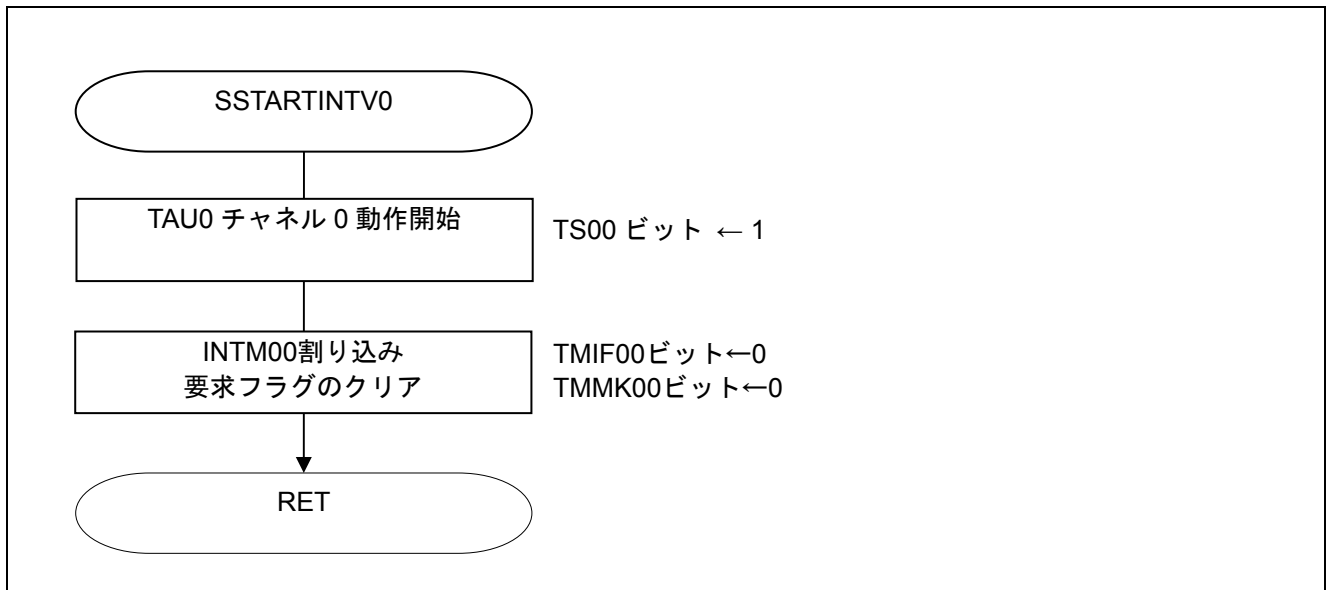 SSTARTINTV0
TAU0 チャネル 0 動作開始
TS00 ビット ← 1
INTM00割り込み
要求フラグのクリア
TMIF00ビット←0
TMMK00ビット←0
RET